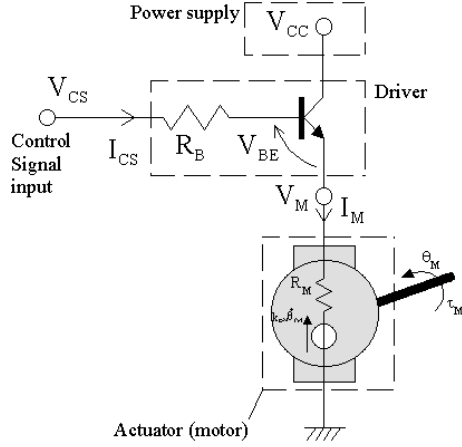 Power supply
V_CC
V_CS
Driver
Control
Signal
input
I_CS
R_B
V_BE
V_M
I_M
R_M
θ_M
τ_M
Actuator (motor)